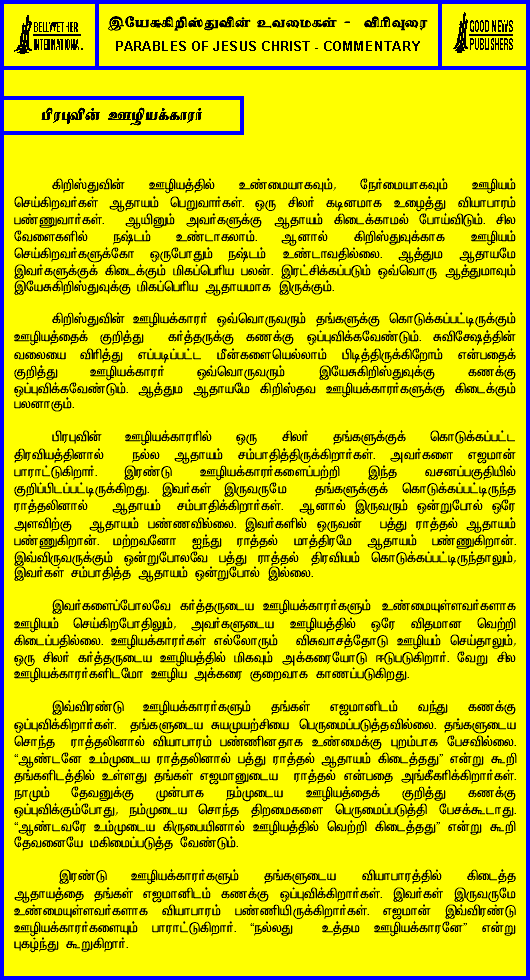 BELLWETHER
INTERNATIONAL
இயேசுகிறிஸ்துவின் உவமைகள் - விரிவுரை
PARABLES OF JESUS CHRIST - COMMENTARY
GOOD NEWS
PUBLISHERS
பிரபுவின் ஊழியக்காரர்
கிறிஸ்துவின் ஊழியத்தில் உண்மையாகவும், நேர்மையாகவும் ஊழியம்
செய்கிறவர்கள் ஆதாயம் பெறுவார்கள். ஒரு சிலர் கடினமாக உழைத்து வியாபாரம்
பண்ணுவார்கள். ஆயினும் அவர்களுக்கு ஆதாயம் கிடைக்காமல் போய்விடும். சில
வேளைகளில் நஷ்டம் உண்டாகலாம். ஆனால் கிறிஸ்துவுக்காக ஊழியம்
செய்கிறவர்களுக்கோ ஒருபோதும் நஷ்டம் உண்டாவதில்லை. ஆத்தும ஆதாயமே
இவர்களுக்குக் கிடைக்கும் மிகப்பெரிய பலன். இரட்சிக்கப்படும் ஒவ்வொரு ஆத்துமாவும்
இயேசுகிறிஸ்துவுக்கு மிகப்பெரிய ஆதாயமாக இருக்கும்.
கிறிஸ்துவின் ஊழியக்காரர் ஒவ்வொருவரும் தங்களுக்கு கொடுக்கப்பட்டிருக்கும்
ஊழியத்தைக் குறித்து கர்த்தருக்கு கணக்கு ஒப்புவிக்கவேண்டும். சுவிசேஷத்தின்
வலையை விரித்து எப்படிப்பட்ட மீன்களையெல்லாம் பிடித்திருக்கிறோம் என்பதைக்
குறித்து ஊழியக்காரர் ஒவ்வொருவரும் இயேசுகிறிஸ்துவுக்கு கணக்கு
ஒப்புவிக்கவேண்டும். ஆத்தும ஆதாயமே கிறிஸ்தவ ஊழியக்காரர்களுக்கு கிடைக்கும்
பலனாகும்.
பிரபுவின் ஊழியக்காரரில் ஒரு சிலர் தங்களுக்குக் கொடுக்கப்பட்ட
திரவியத்தினால் நல்ல ஆதாயம் சம்பாதித்திருக்கிறார்கள். அவர்களை எஜமான்
பாராட்டுகிறார். இரண்டு ஊழியக்காரர்களைப்பற்றி இந்த வசனப்பகுதியில்
குறிப்பிடப்பட்டிருக்கிறது. இவர்கள் இருவருமே தங்களுக்குக் கொடுக்கப்பட்டிருந்த
ராத்தலினால் ஆதாயம் சம்பாதிக்கிறார்கள். ஆனால் இருவரும் ஒன்றுபோல் ஒரே
அளவிற்கு ஆதாயம் பண்ணவில்லை. இவர்களில் ஒருவன் பத்து ராத்தல் ஆதாயம்
பண்ணுகிறான். மற்றவனோ ஐந்து ராத்தல் மாத்திரமே ஆதாயம் பண்ணுகிறான்.
இவ்விருவருக்கும் ஒன்றுபோலவே பத்து ராத்தல் திரவியம் கொடுக்கப்பட்டிருந்தாலும்,
இவர்கள் சம்பாதித்த ஆதாயம் ஒன்றுபோல் இல்லை.
இவர்களைப்போலவே கர்த்தருடைய ஊழியக்காரர்களும் உண்மையுள்ளவர்களாக
ஊழியம் செய்கிறபோதிலும், அவர்களுடைய ஊழியத்தில் ஒரே விதமான வெற்றி
கிடைப்பதில்லை. ஊழியக்காரர்கள் எல்லோரும் விசுவாசத்தோடு ஊழியம் செய்தாலும்,
ஒரு சிலர் கர்த்தருடைய ஊழியத்தில் மிகவும் அக்கரையோடு ஈடுபடுகிறார். வேறு சில
ஊழியக்காரர்களிடமோ ஊழிய அக்கரை குறைவாக காணப்படுகிறது.
இவ்விரண்டு ஊழியக்காரர்களும் தங்கள் எஜமானிடம் வந்து கணக்கு
ஒப்புவிக்கிறார்கள். தங்களுடைய சுயமுயற்சியை பெருமைப்படுத்தவில்லை. தங்களுடைய
சொந்த ராத்தலினால் வியாபாரம் பண்ணினதாக உண்மைக்கு புறம்பாக பேசவில்லை.
“ஆண்டனே உம்முடைய ராத்தலினால் பத்து ராத்தல் ஆதாயம் கிடைத்தது” என்று கூறி
தங்களிடத்தில் உள்ளது தங்கள் எஜமானுடைய ராத்தல் என்பதை அங்கீகரிக்கிறார்கள்.
நாமும் தேவனுக்கு முன்பாக நம்முடைய ஊழியத்தைக் குறித்து கணக்கு
ஒப்புவிக்கும்போது, நம்முடைய சொந்த திறமைகளை பெருமைப்படுத்தி பேசக்கூடாது.
“ஆண்டவரே உம்முடைய கிருபையினால் ஊழியத்தில் வெற்றி கிடைத்தது” என்று கூறி
தேவனையே மகிமைப்படுத்த வேண்டும்.
இரண்டு ஊழியக்காரர்களும் தங்களுடைய வியாபாரத்தில் கிடைத்த
ஆதாயத்தை தங்கள் எஜமானிடம் கணக்கு ஒப்புவிக்கிறார்கள். இவர்கள் இருவருமே
உண்மையுள்ளவர்களாக வியாபாரம் பண்ணியிருக்கிறார்கள். எஜமான் இவ்விரண்டு
ஊழியக்காரர்களையும் பாராட்டுகிறார். “நல்லது உத்தம ஊழியக்காரனே” என்று
புகழ்ந்து கூறுகிறார்.